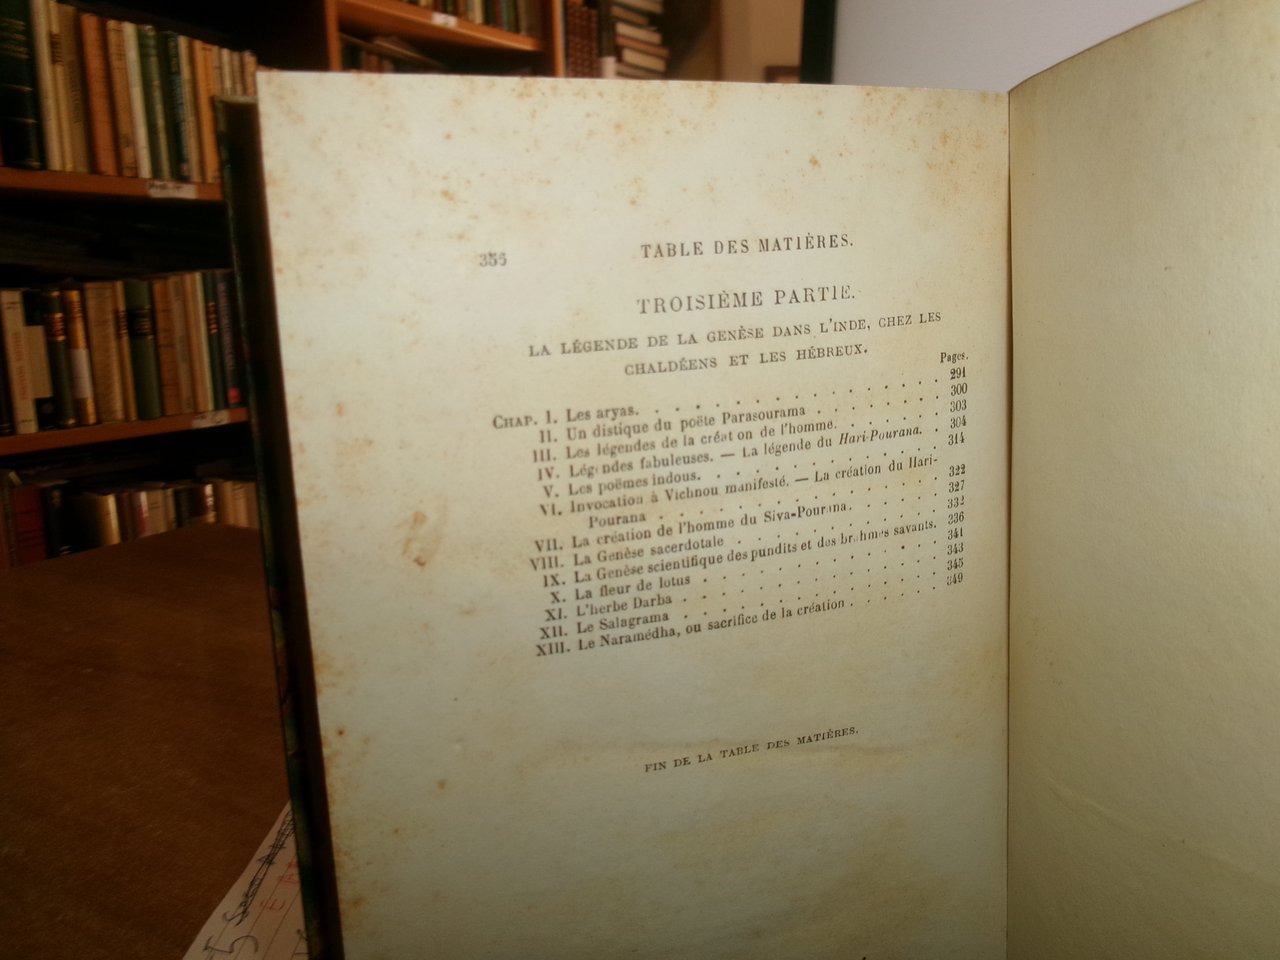 356 TABLE DES MATIÈRES.
TROISIÈME PARTIE.
LA LÉGENDE DE LA GENÈSE DANS L'INDE, CHEZ LES
CHALDÉENS ET LES HÉBREUX.
Pages.
CHAP. I. Les aryas. . . . . . . . . . . . . . 291
II. Un distique du poëte Parasourama . . . . . . 300
III. Les légendes de la création de l'homme. . . . . 303
IV. Légendes fabuleuses. — La légende du Hari-Pourana. . 304
V. Les poëmes indous. . . . . . . . . . . . 314
VI. Invocation à Vichnou manifesté. — La création du Hari-
Pourana . . . . . . . . . . . . . 322
VII. La création de l'homme du Siva-Pourana. . . . . 327
VIII. La Genèse sacerdotale . . . . . . . . . . 332
IX. La Genèse scientifique des pundits et des brahmes savants. 336
X. La fleur de lotus . . . . . . . . . . . . 341
XI. L'herbe Darba . . . . . . . . . . . . . 343
XII. Le Salagrama . . . . . . . . . . . . . 345
XIII. Le Naramédha, ou sacrifice de la création . . . . . 349
FIN DE LA TABLE DES MATIÈRES.